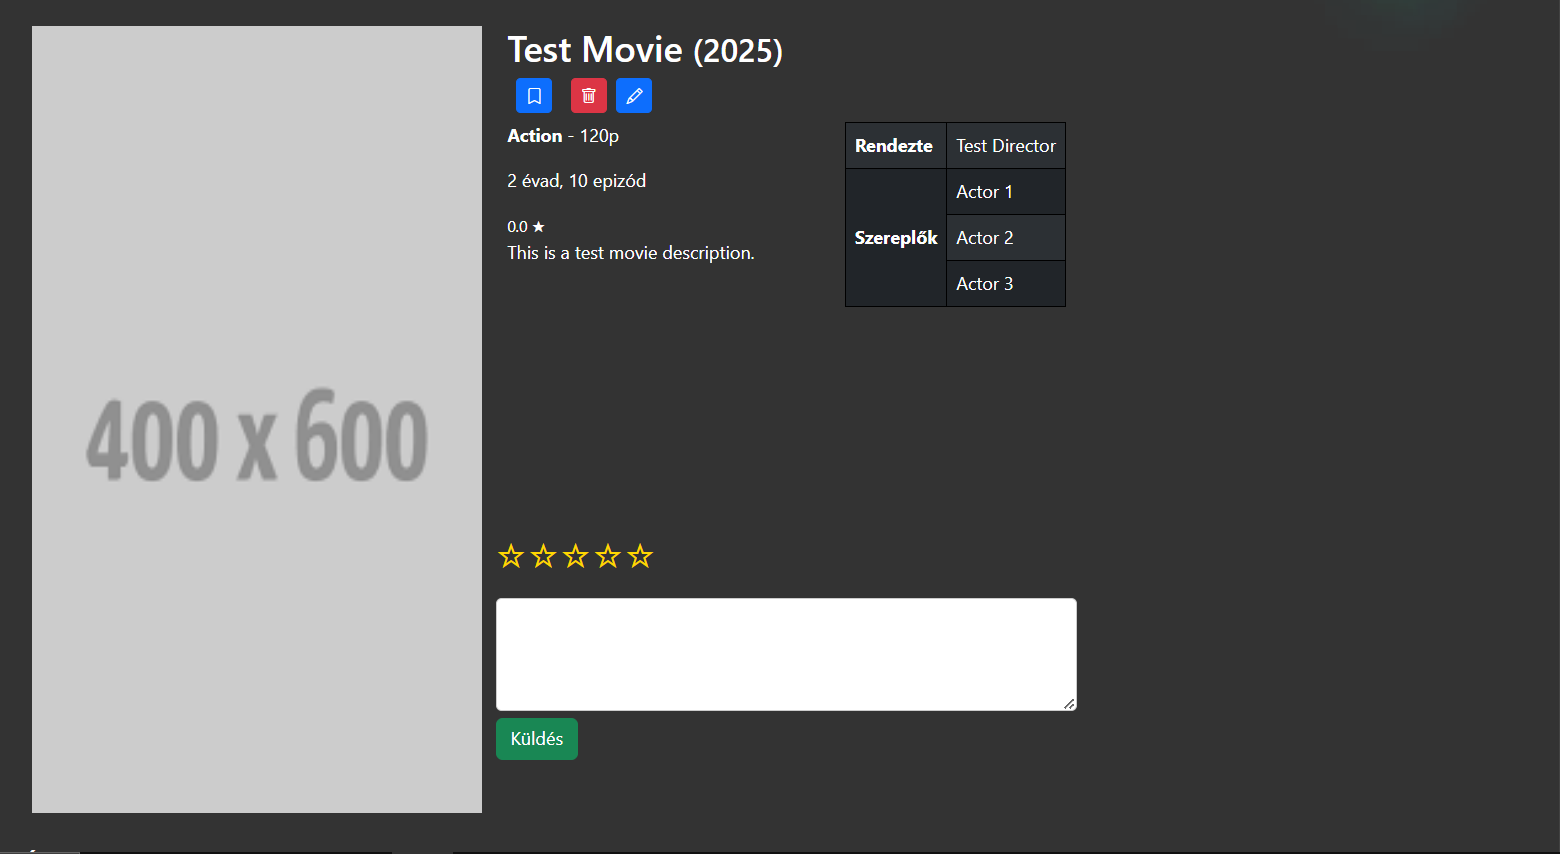 400 x 600
Test Movie (2025)
Action - 120p
2 évad, 10 epizód
0.0 ★
This is a test movie description.
Rendezte Test Director
Szereplők
Actor 1
Actor 2
Actor 3
☆☆☆☆☆
Küldés